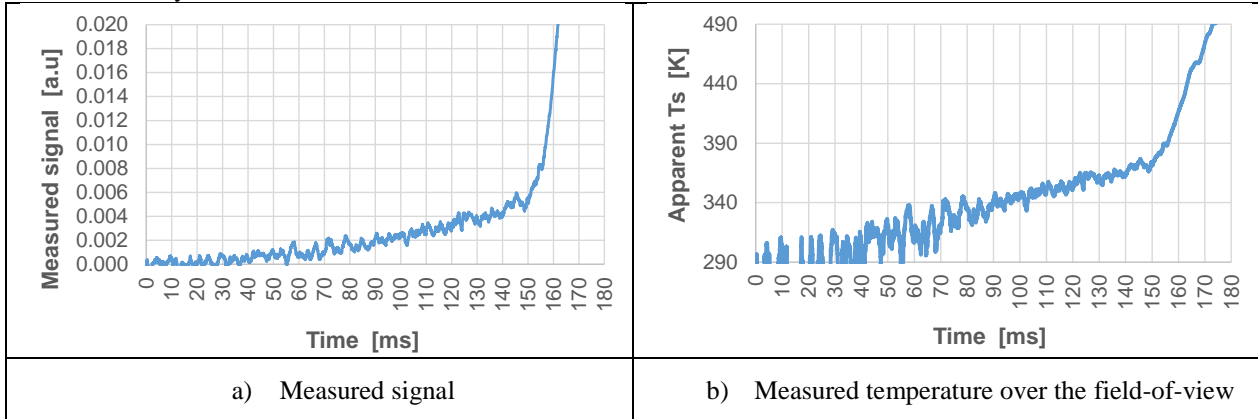 0.020
0.018
0.016
0.014
0.012
0.010
0.008
0.006
0.004
0.002
0.000
Measured signal [a.u]
0 10 20 30 40 50 60 70 80 90 100 110 120 130 140 150 160 170 180
Time [ms]
490
440
390
340
290
Apparent Ts [K]
0 10 20 30 40 50 60 70 80 90 100 110 120 130 140 150 160 170 180
Time [ms]
a) Measured signal
b) Measured temperature over the field-of-view